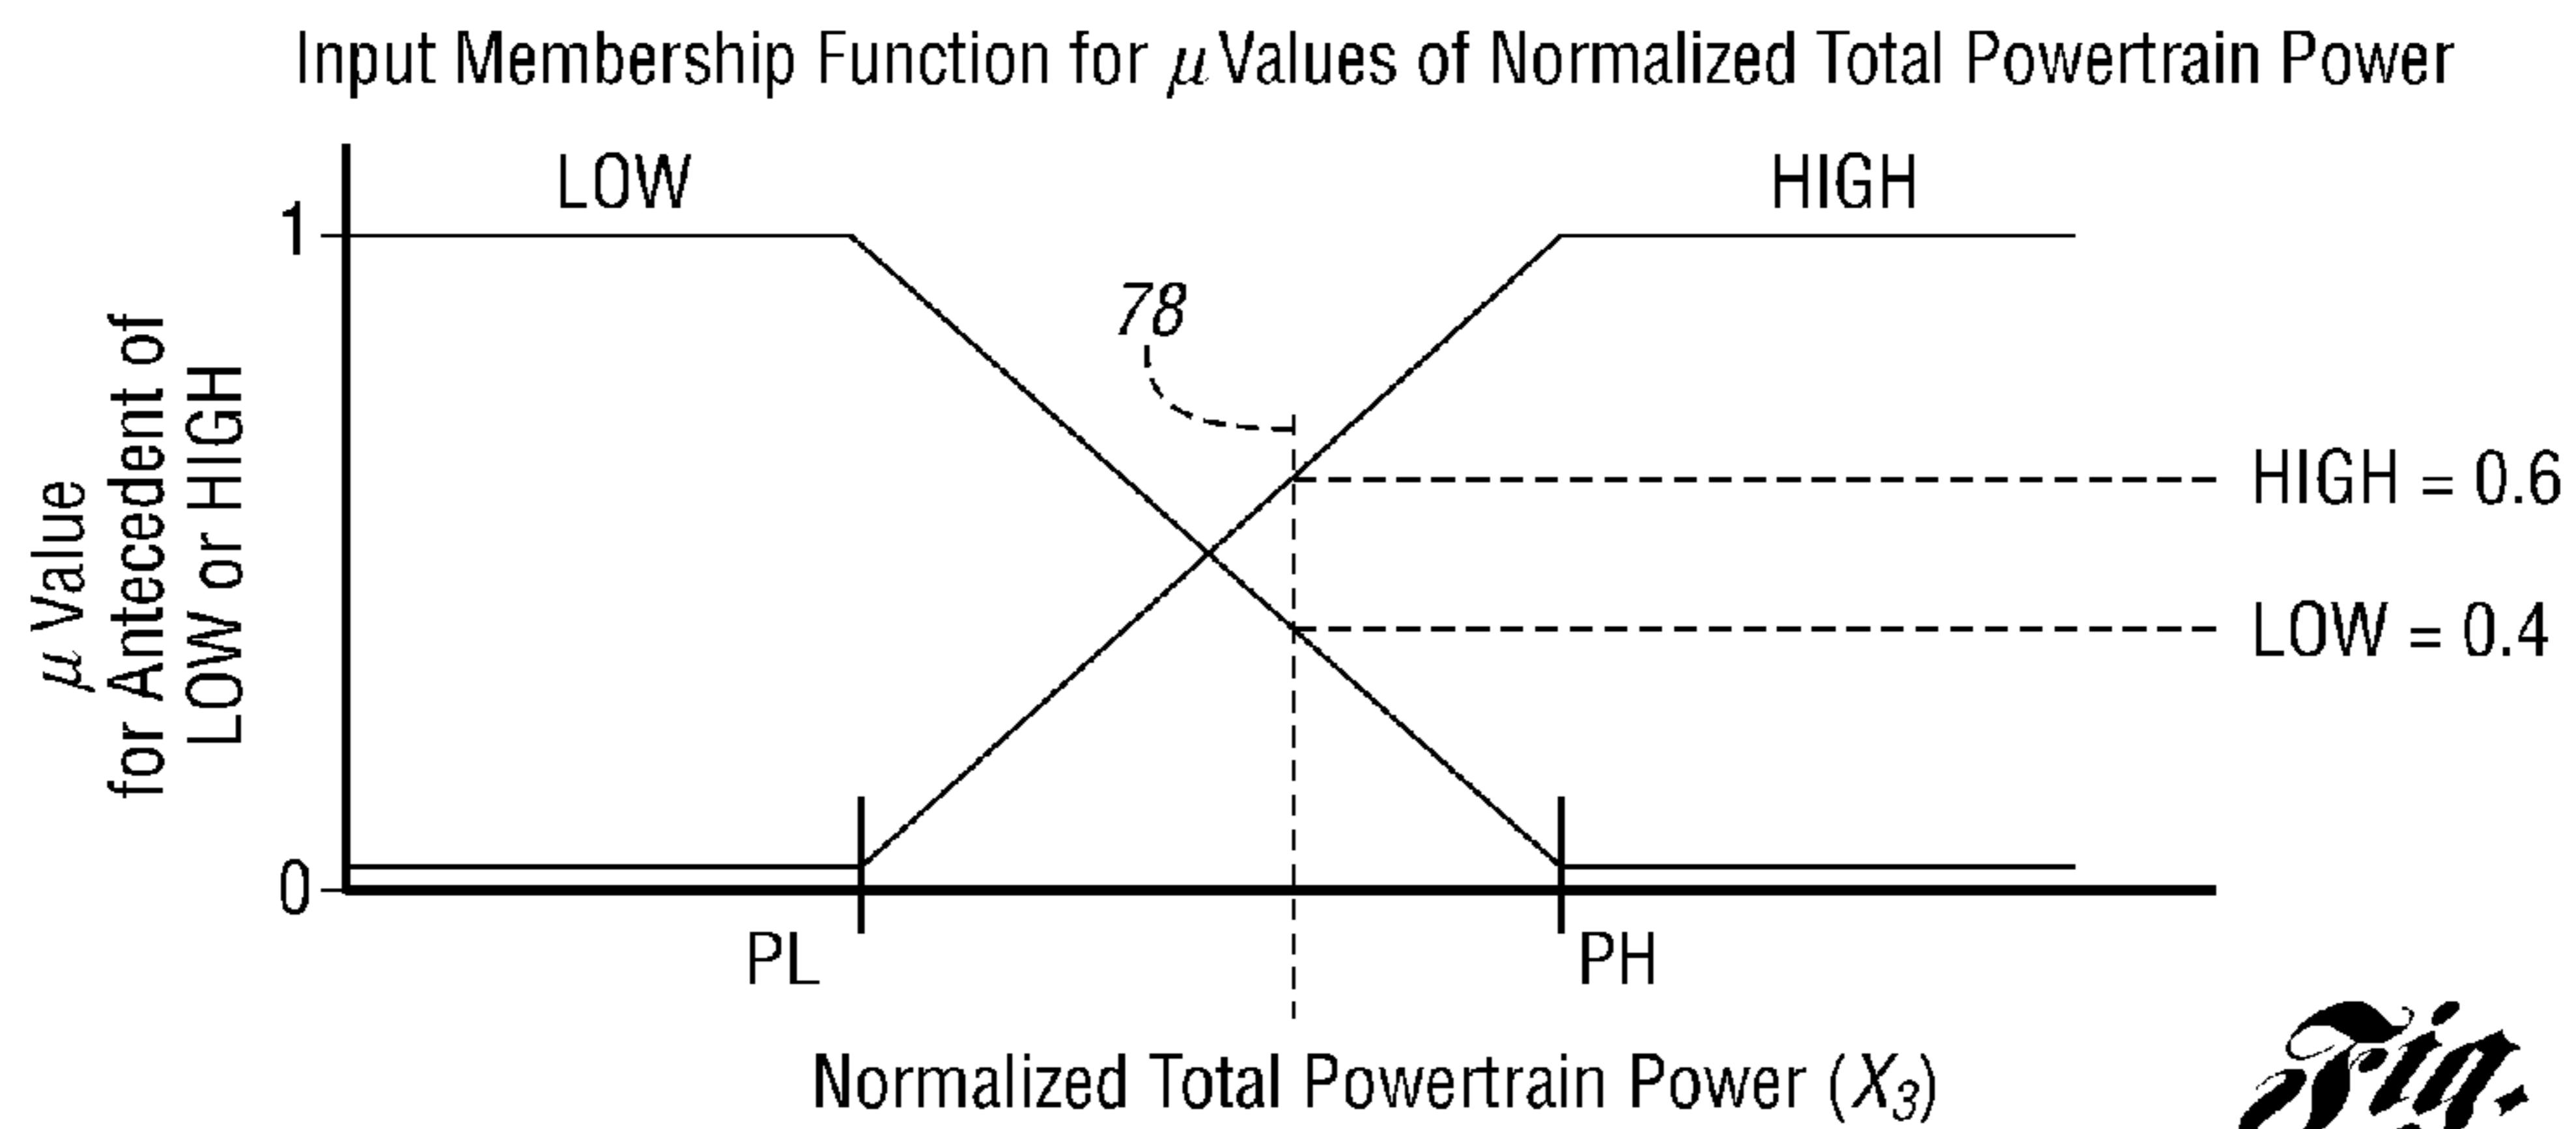 Input Membership Function for μ Values of Normalized Total Powertrain Power
LOW
HIGH
1
78
μ Value
for Antecedent of
LOW or HIGH
HIGH = 0.6
LOW = 0.4
0
PL
PH
Normalized Total Powertrain Power (X₃)
Fig.